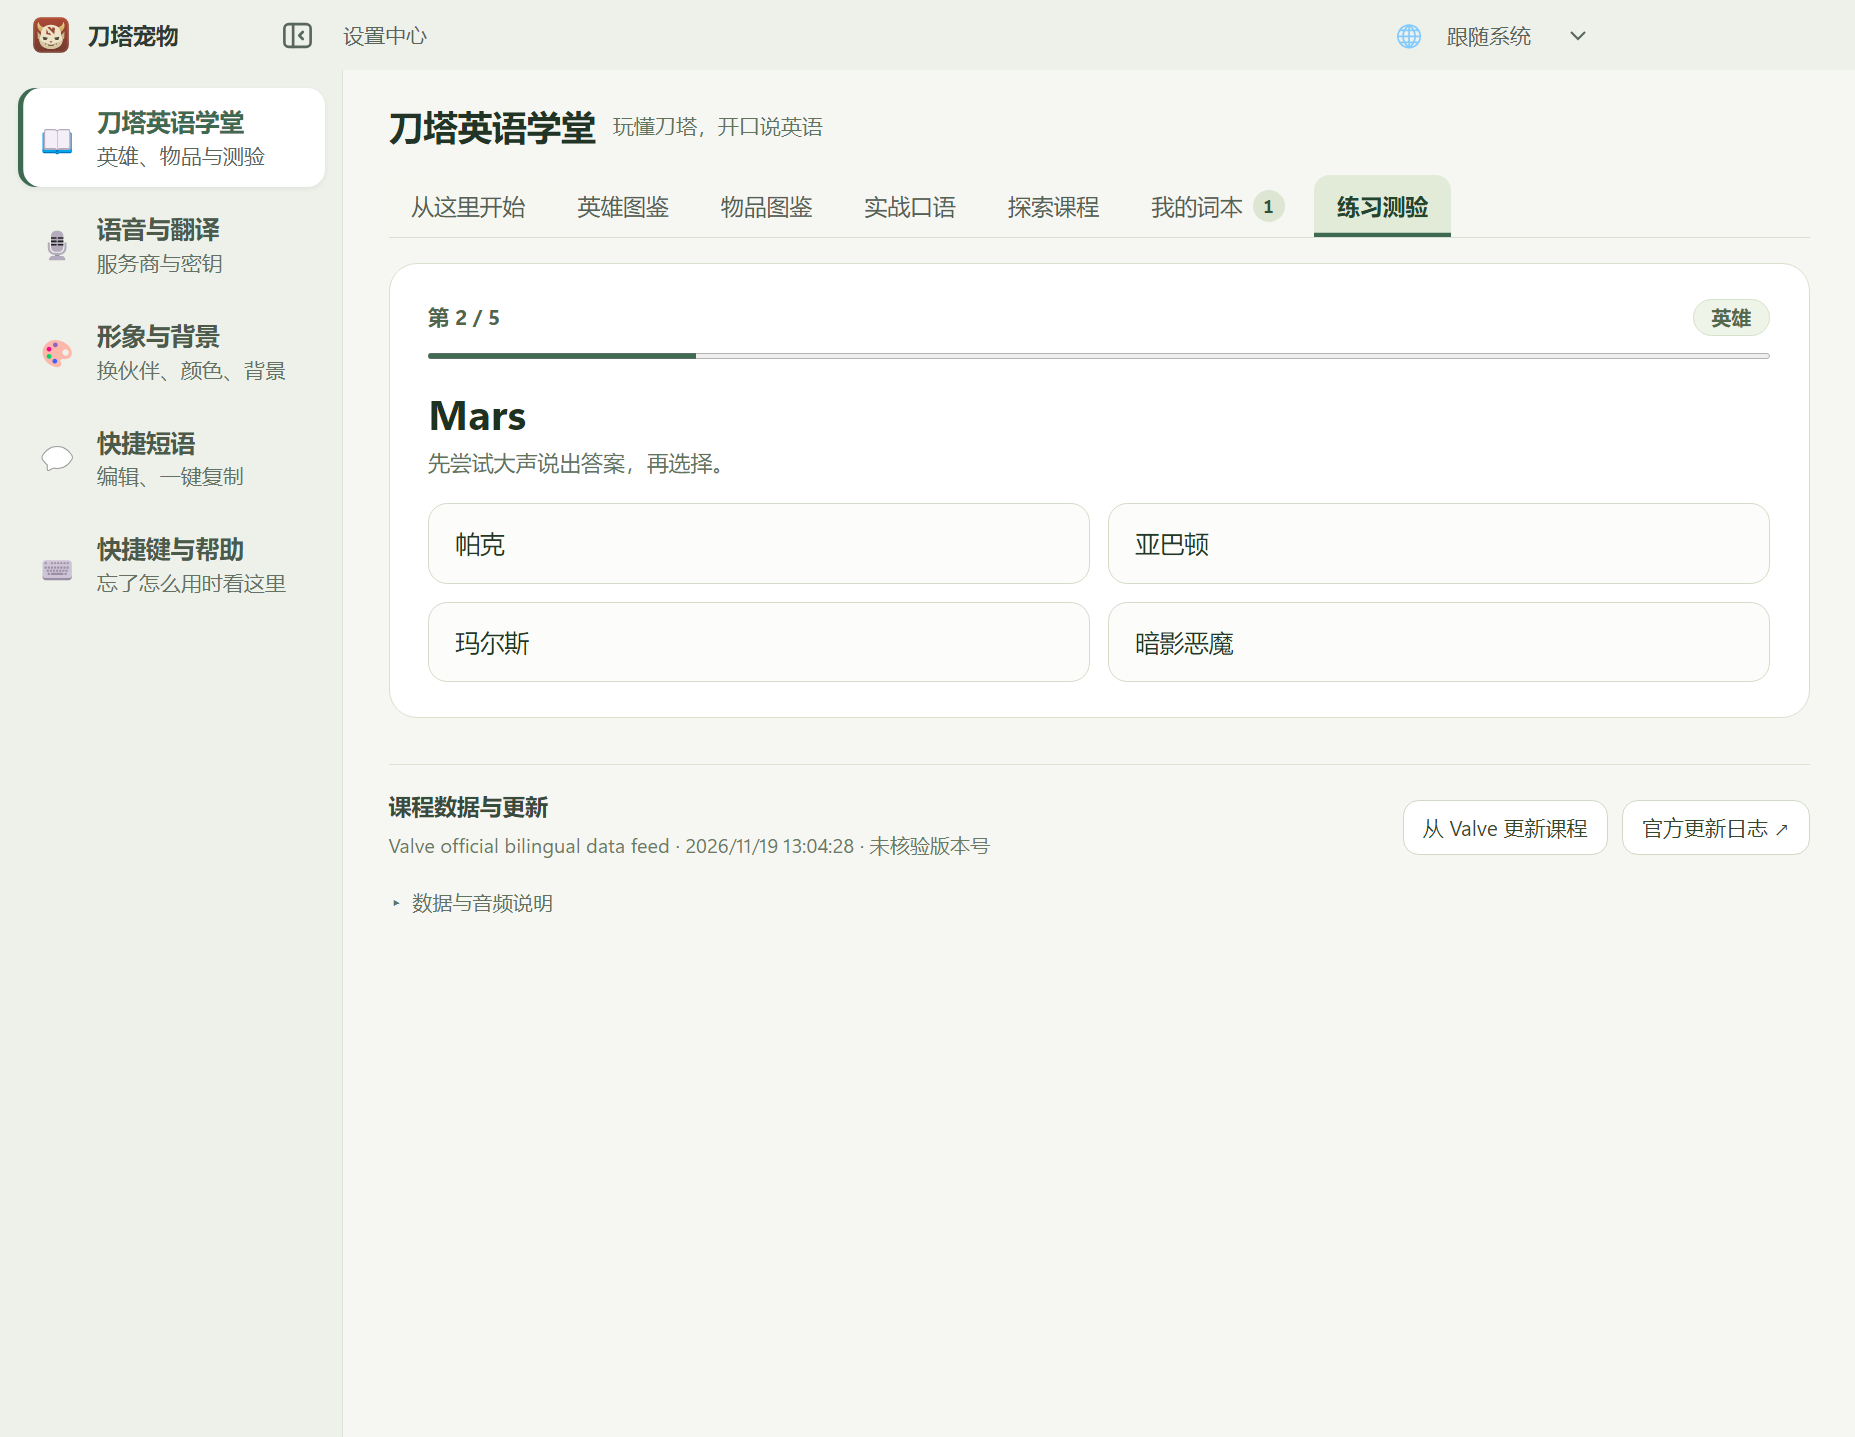 刀塔宠物
设置中心
跟随系统
刀塔英语学堂
英雄、物品与测验
语音与翻译
服务商与密钥
形象与背景
换伙伴、颜色、背景
快捷短语
编辑、一键复制
快捷键与帮助
忘了怎么用时看这里
刀塔英语学堂 玩懂刀塔，开口说英语
从这里开始 英雄图鉴 物品图鉴 实战口语 探索课程 我的词本 1 练习测验
第 2 / 5 英雄
Mars
先尝试大声说出答案，再选择。
帕克 亚巴顿
玛尔斯 暗影恶魔
课程数据与更新
Valve official bilingual data feed · 2026/11/19 13:04:28 · 未核验版本号
从 Valve 更新课程 官方更新日志 ↗
▸ 数据与音频说明